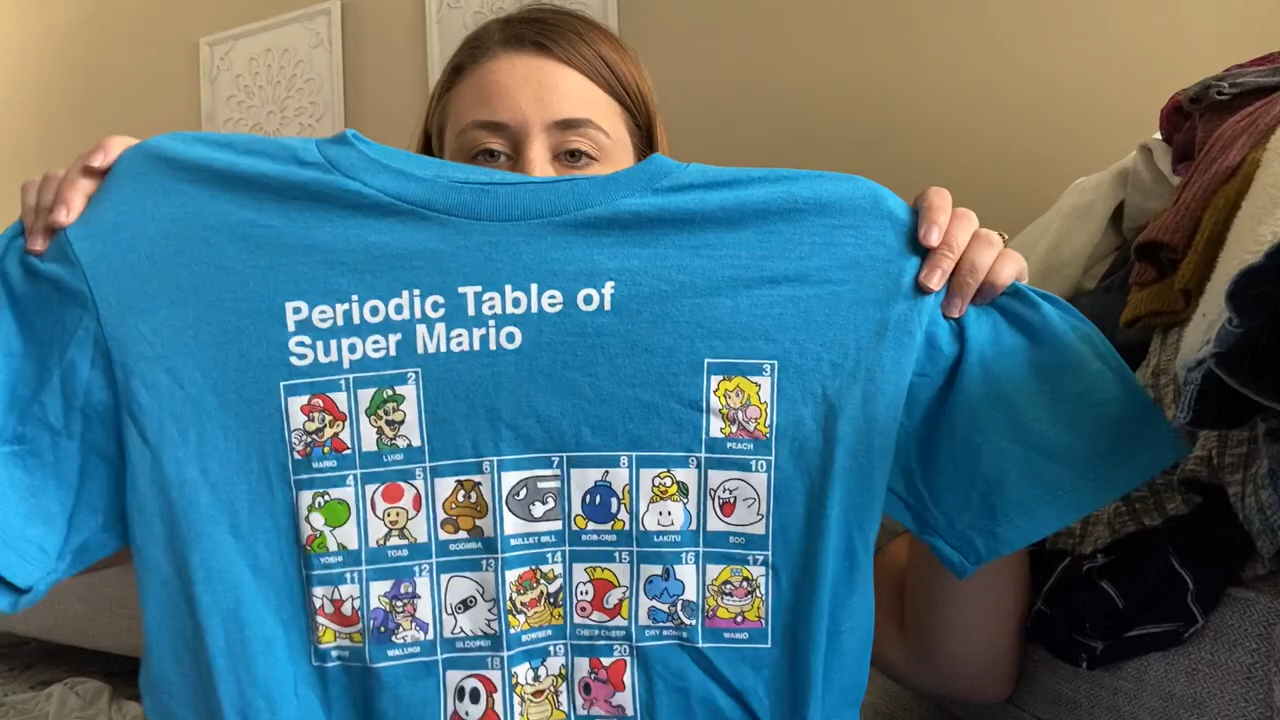 Periodic Table of
Super Mario
1 2 3
MARIO LUIGI PEACH
4 5 6 7 8 9 10
YOSHI TOAD GOOMBA BULLET BILL BOB-OMB LAKITU BOO
11 12 13 14 15 16 17
WALUIGI BLOOPER BOWSER CHEEP CHEEP DRY BONES WARIO
18 19 20